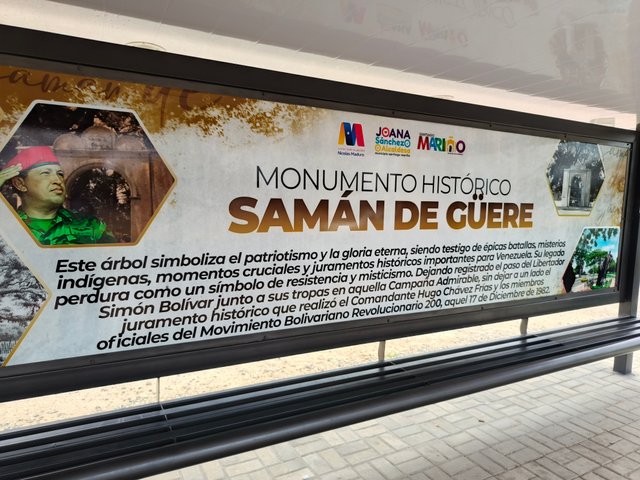 Nicolas Maduro
JOANA
Sánchez
Alcaldesa
MARIÑO
MONUMENTO HISTÓRICO
SAMÁN DE GÜERE
Este árbol simboliza el patriotismo y la gloria eterna, siendo testigo de épicas batallas, misterios
indígenas, momentos cruciales y juramentos históricos importantes para Venezuela. Su legado
perdura como un símbolo de resistencia y misticismo. Dejando registrado el paso del Libertador
Simón Bolívar junto a sus tropas en aquella Campaña Admirable, sin dejar a un lado el
juramento histórico que realizó el Comandante Hugo Chávez Frias y los miembros
oficiales del Movimiento Bolivariano Revolucionario 200, aquel 17 de Diciembre de 1982.